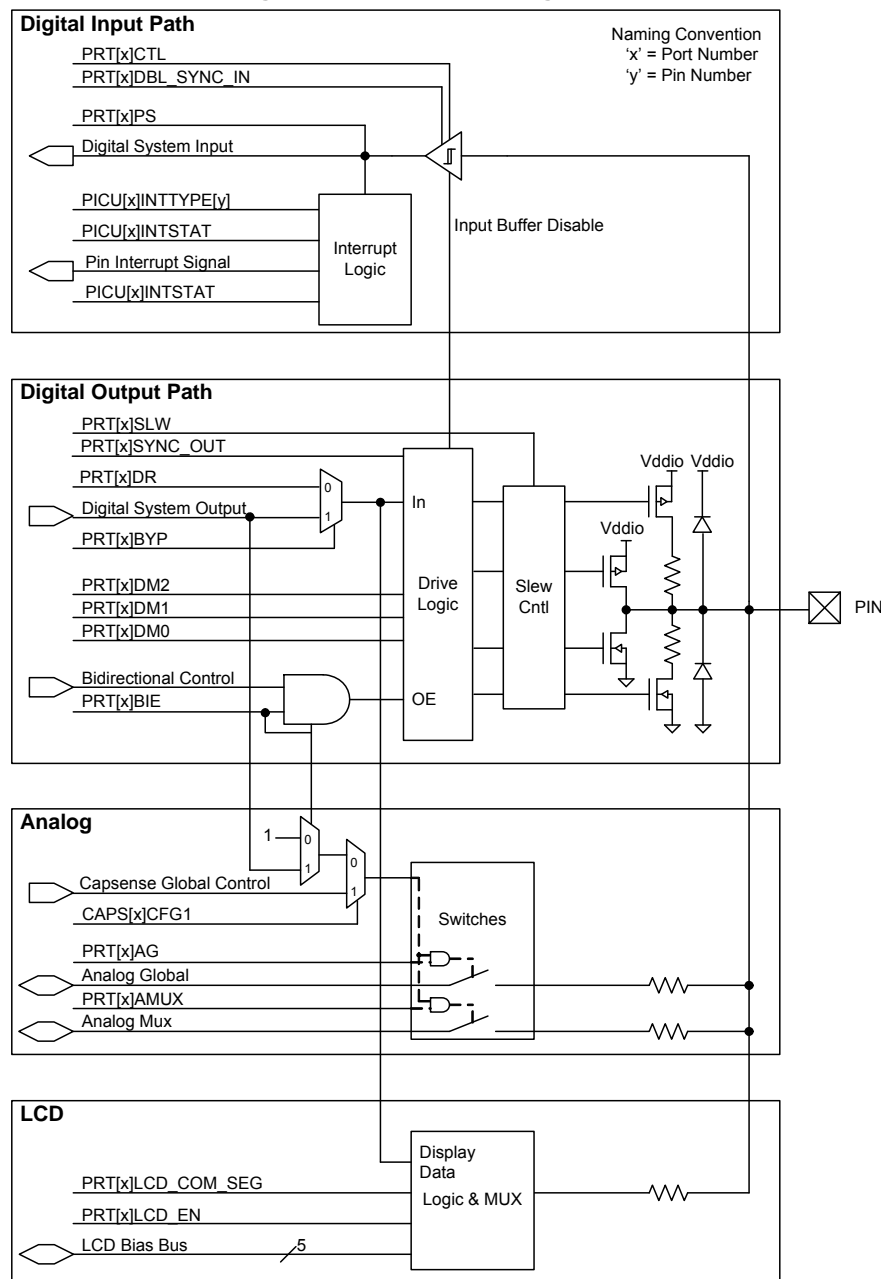 Digital Input Path
Naming Convention
'x' = Port Number
'y' = Pin Number
PRT[x]CTL
PRT[x]DBL_SYNC_IN
PRT[x]PS
Digital System Input
PICU[x]INTTYPE[y]
PICU[x]INTSTAT
Pin Interrupt Signal
PICU[x]INTSTAT
Interrupt
Logic
Input Buffer Disable
Digital Output Path
PRT[x]SLW
PRT[x]SYNC_OUT
PRT[x]DR
Digital System Output
PRT[x]BYP
0
1
PRT[x]DM2
PRT[x]DM1
PRT[x]DM0
Bidirectional Control
PRT[x]BIE
In
Drive
Logic
OE
Slew
Cntl
Vddio Vddio
Vddio
PIN
Analog
1
0
1
0
1
Capsense Global Control
CAPS[x]CFG1
Switches
PRT[x]AG
Analog Global
PRT[x]AMUX
Analog Mux
LCD
Display
Data
Logic & MUX
PRT[x]LCD_COM_SEG
PRT[x]LCD_EN
LCD Bias Bus
5